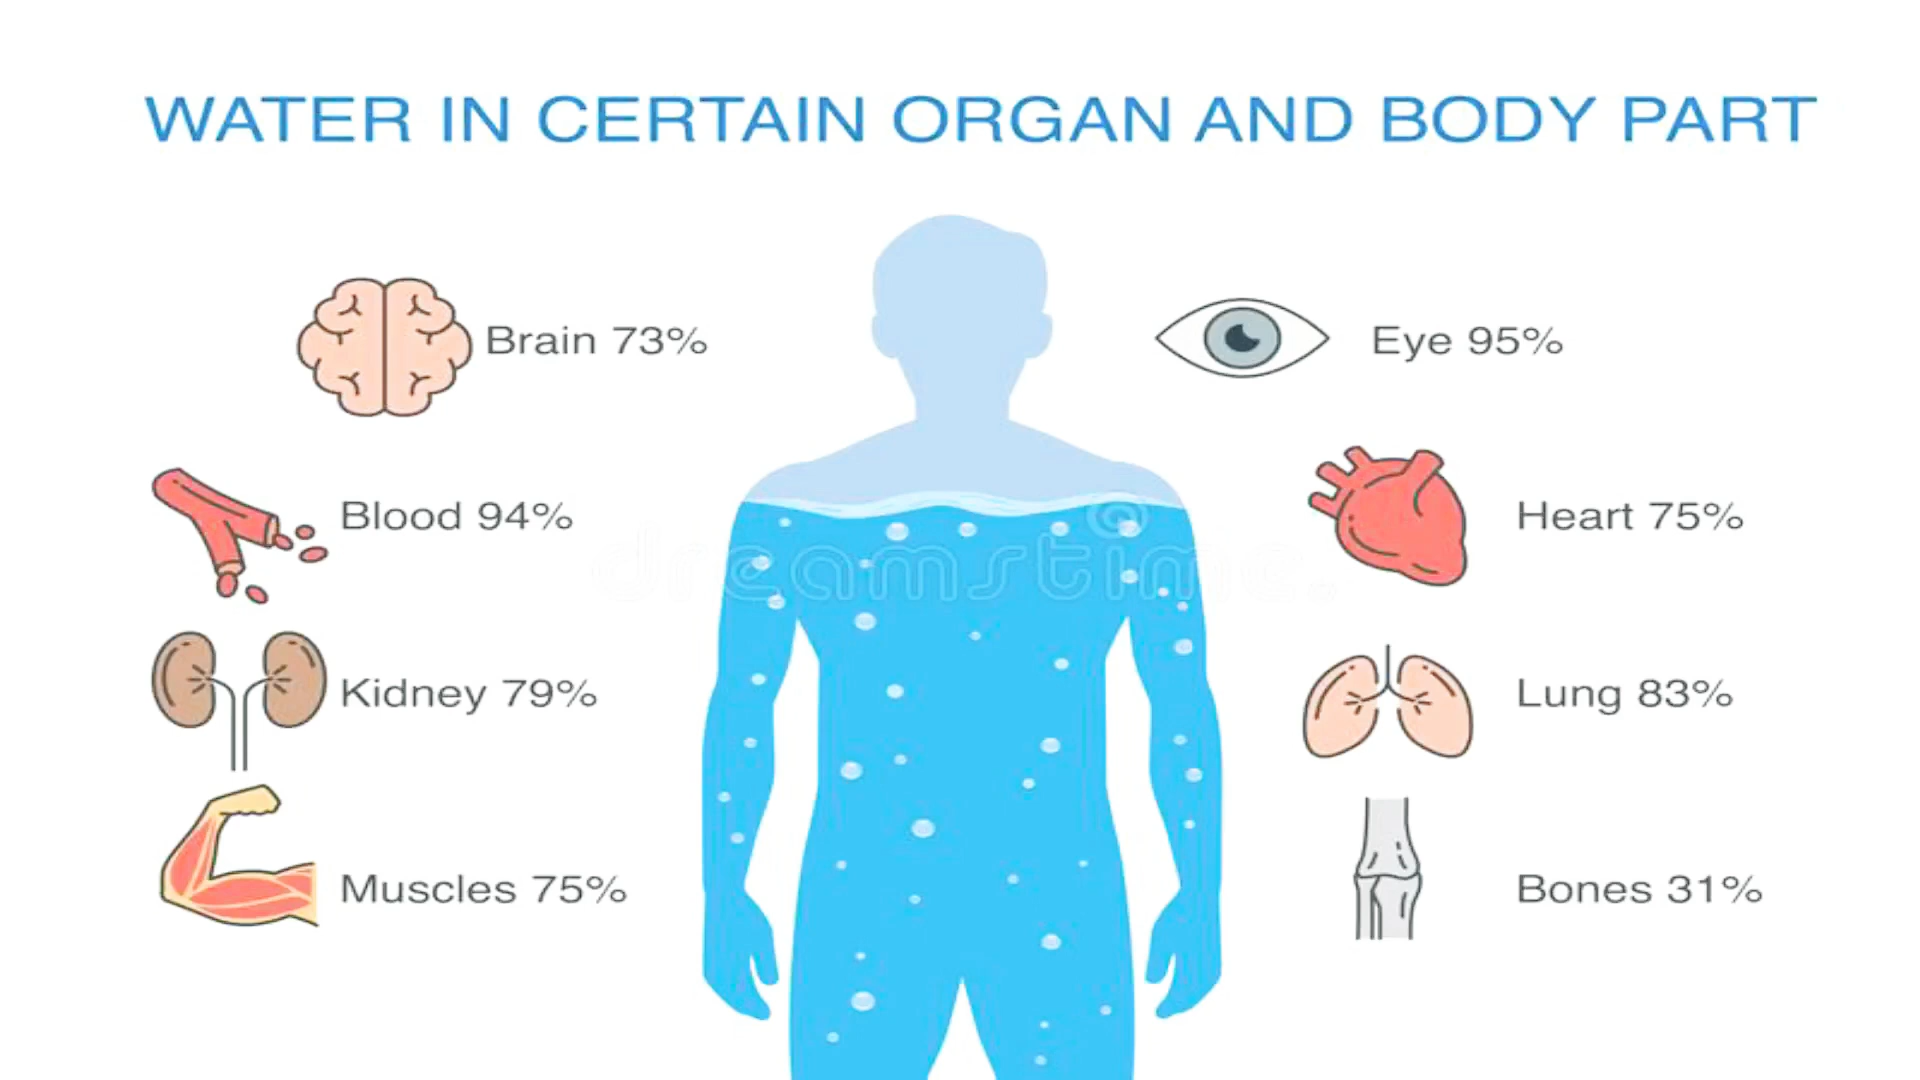 WATER IN CERTAIN ORGAN AND BODY PART
Brain 73%
Eye 95%
Blood 94%
Heart 75%
dreamstime.
Kidney 79%
Lung 83%
Muscles 75%
Bones 31%